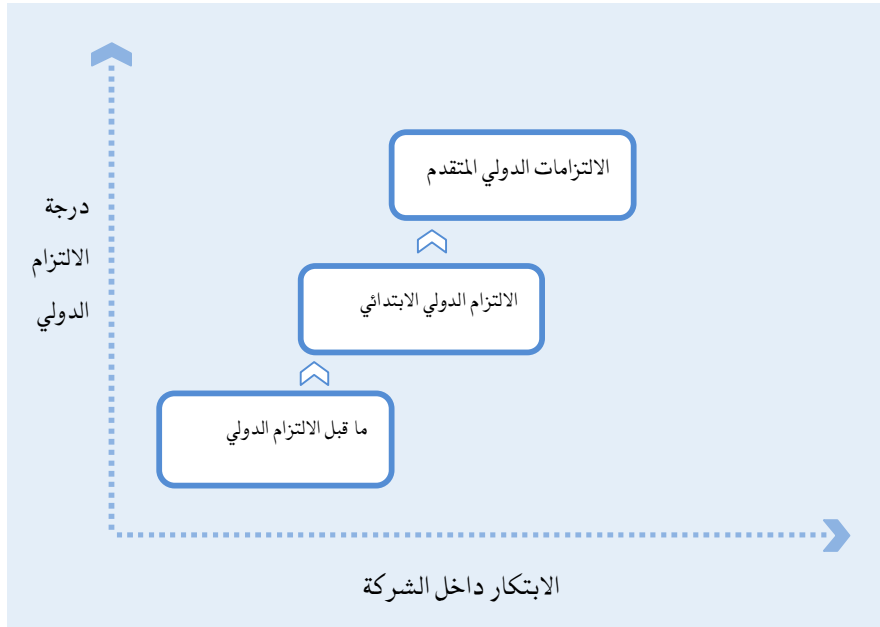 الالتزامات الدولي المتقدم
درجة
الالتزام
الدولي
الالتزام الدولي الابتدائي
ما قبل الالتزام الدولي
الابتكار داخل الشركة